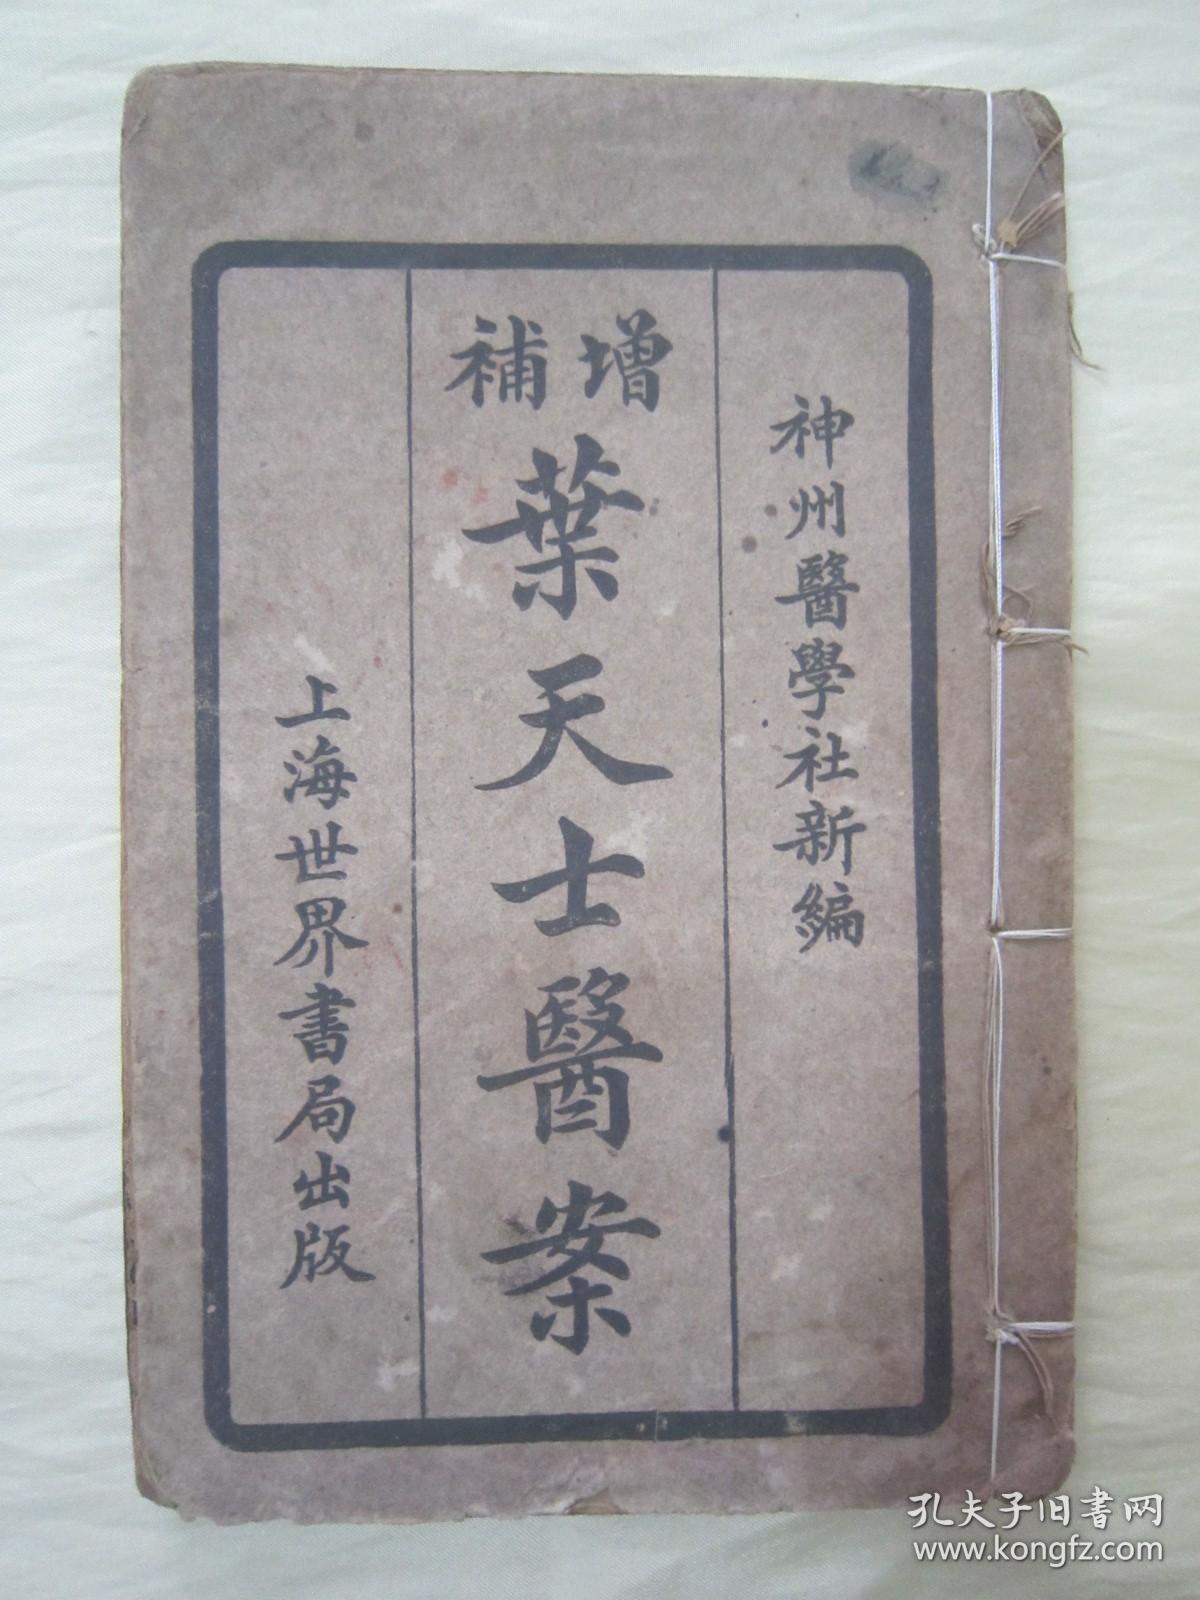 神州醫學社新編
增補
葉天士醫案
上海世界書局出版
孔夫子旧书网
www.kongfz.com